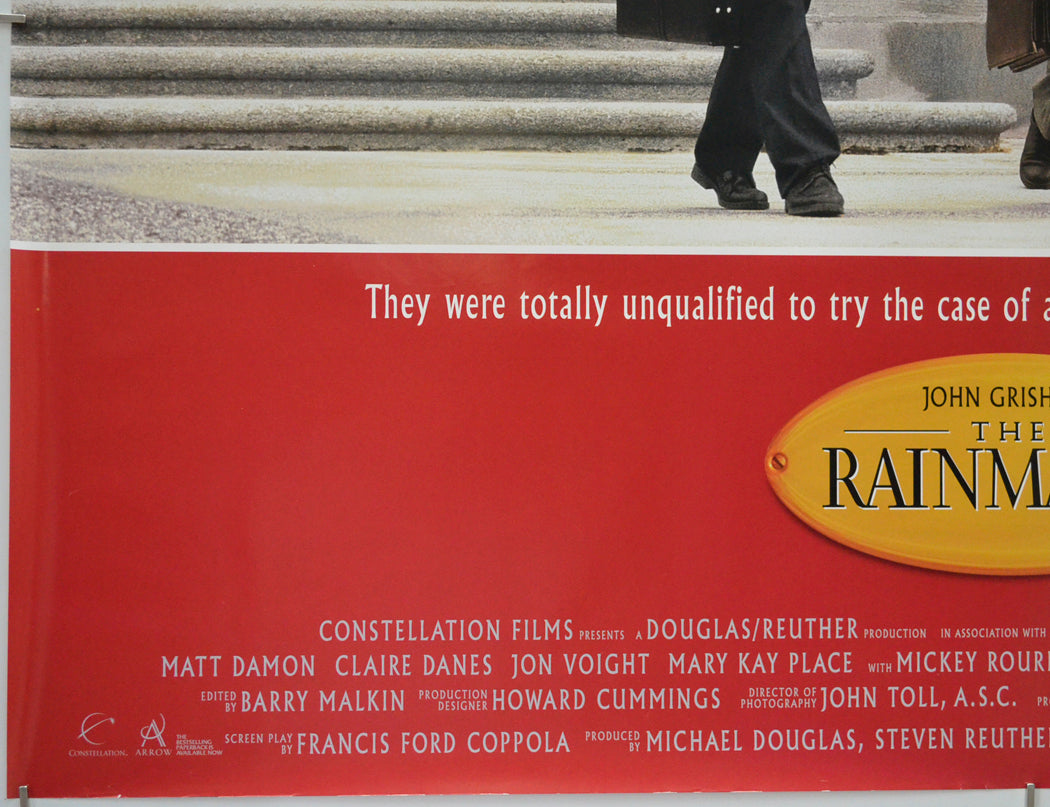 They were totally unqualified to try the case of a
JOHN GRISH
THE
RAINMA
CONSTELLATION FILMS PRESENTS A DOUGLAS/REUTHER PRODUCTION IN ASSOCIATION WITH
MATT DAMON CLAIRE DANES JON VOIGHT MARY KAY PLACE WITH MICKEY ROUR
EDITED BY BARRY MALKIN PRODUCTION DESIGNER HOWARD CUMMINGS DIRECTOR OF PHOTOGRAPHY JOHN TOLL, A.S.C. PR
CONSTELLATION. ARROW THE BESTSELLING PAPERBACK IS AVAILABLE NOW SCREEN PLAY BY FRANCIS FORD COPPOLA PRODUCED BY MICHAEL DOUGLAS, STEVEN REUTHE